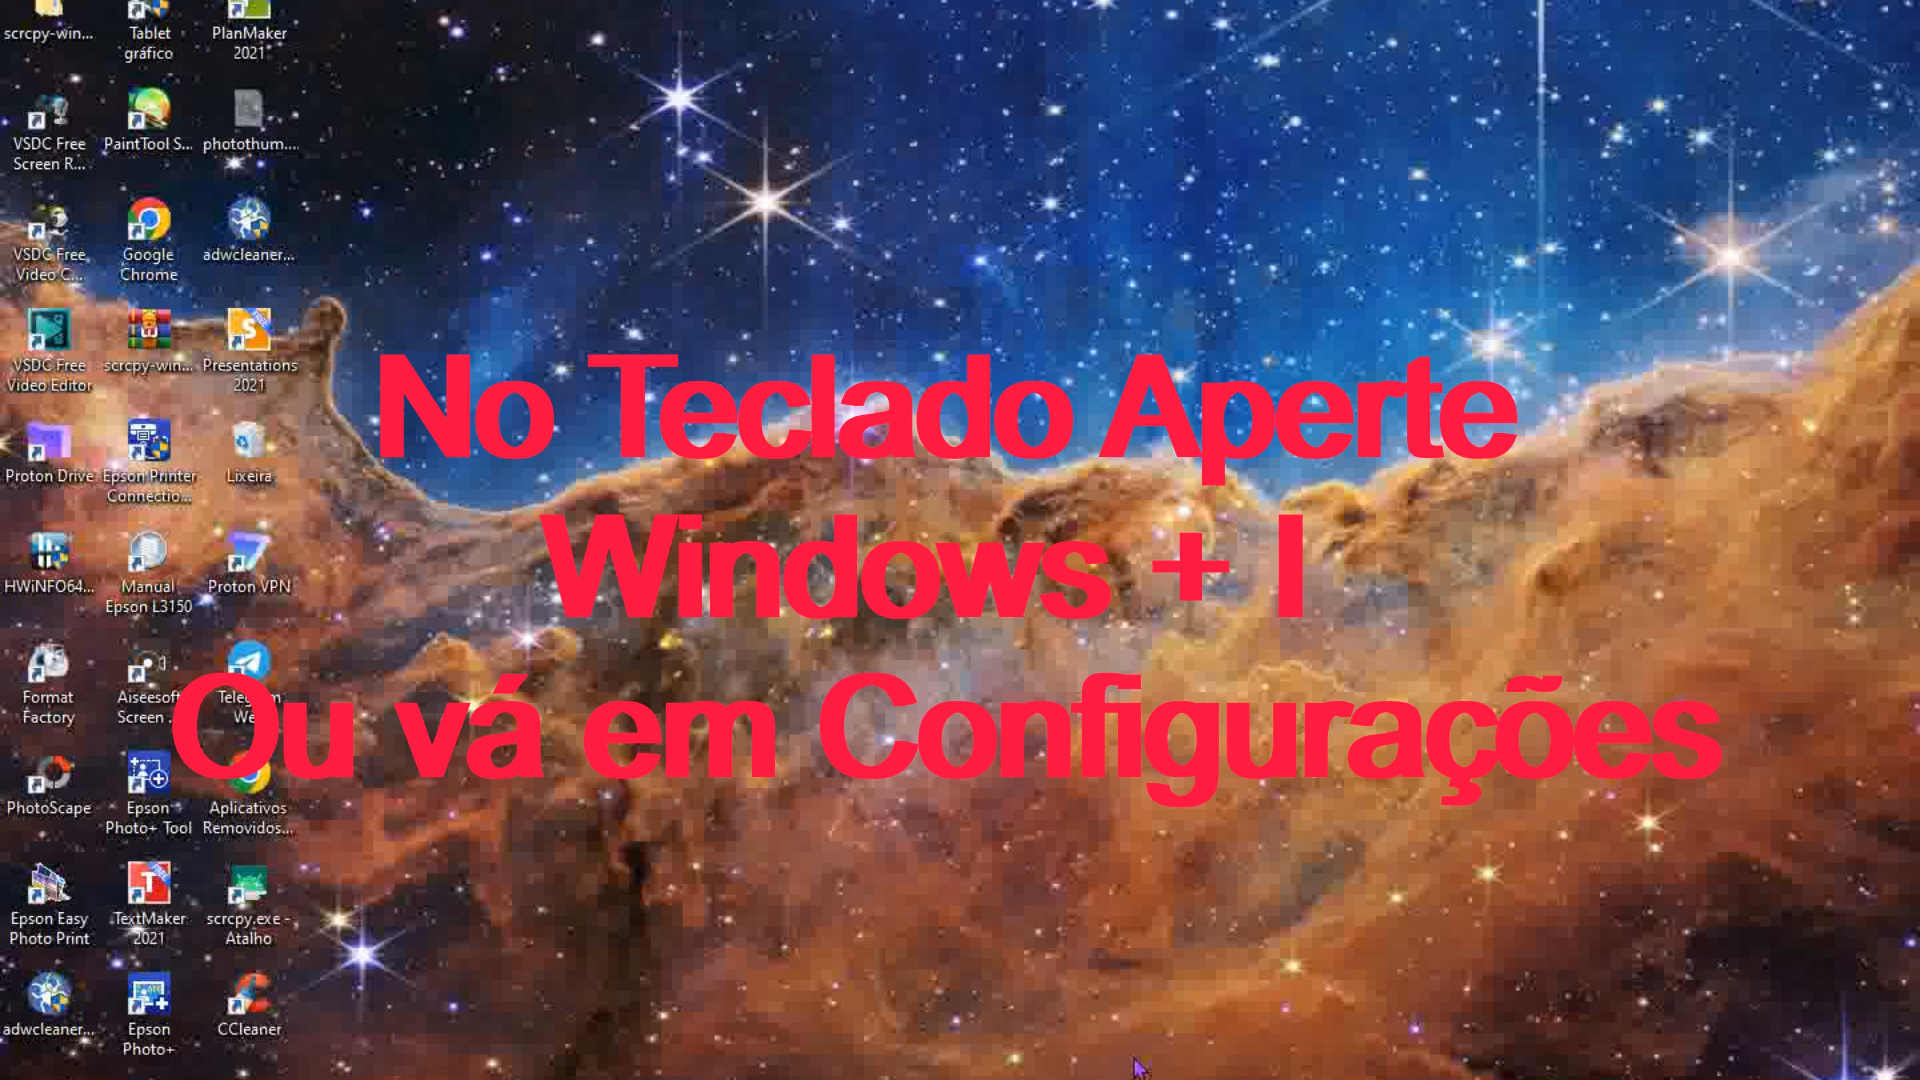 scrcpy-win...
Tablet
gráfico
PlanMaker
2021
VSDC Free
Screen R...
PaintTool S...
photothum....
VSDC Free
Video C...
Google
Chrome
adwcleaner...
VSDC Free
Video Editor
scrcpy-win...
Presentations
2021
No Teclado Aperte
Windows + I
Ou vá em Configurações
Proton Drive
Epson Printer
Connectio...
Lixeira
HWiNFO64...
Manual
Epson L3150
Proton VPN
Format
Factory
Aiseesoft
Screen
PhotoScape
Epson
Photo+ Tool
Aplicativos
Removidos...
Epson Easy
Photo Print
TextMaker
2021
scrcpy.exe -
Atalho
adwcleaner...
Epson
Photo+
CCleaner